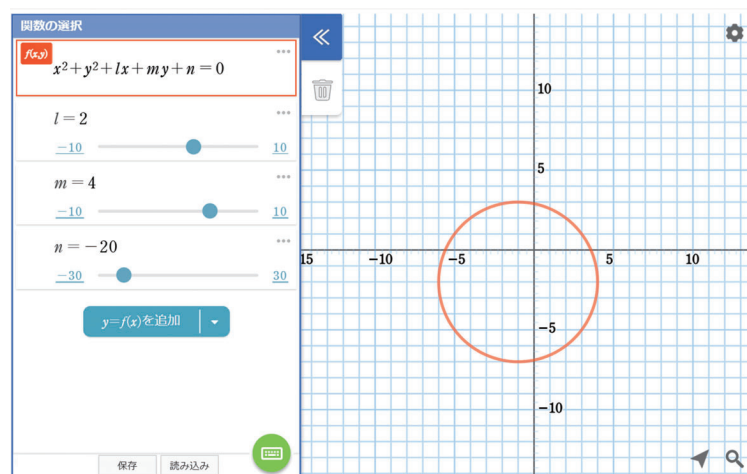 関数の選択
f(x,y)
x²+y²+lx+my+n=0
l=2
−10 10
m=4
−10 10
n=−20
−30 30
y=f(x)を追加
保存 読み込み
10
5
15 −10 −5 5 10
−5
−10